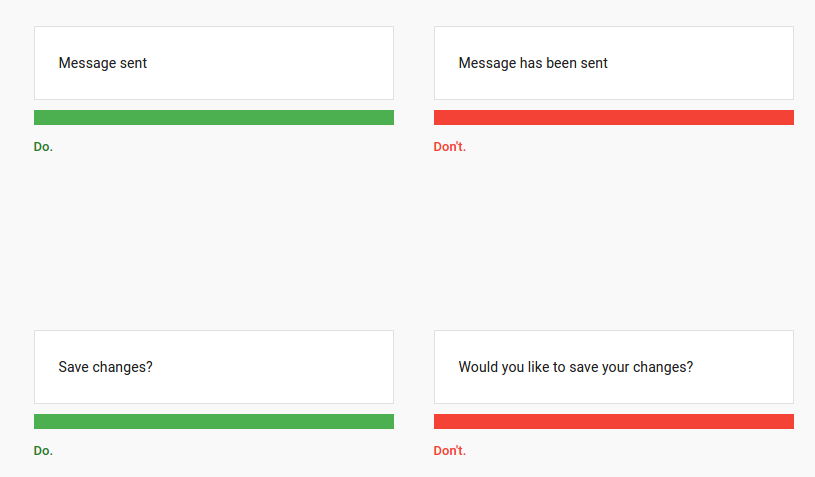 Message sent
Message has been sent
Do.
Don't.
Save changes?
Would you like to save your changes?
Do.
Don't.